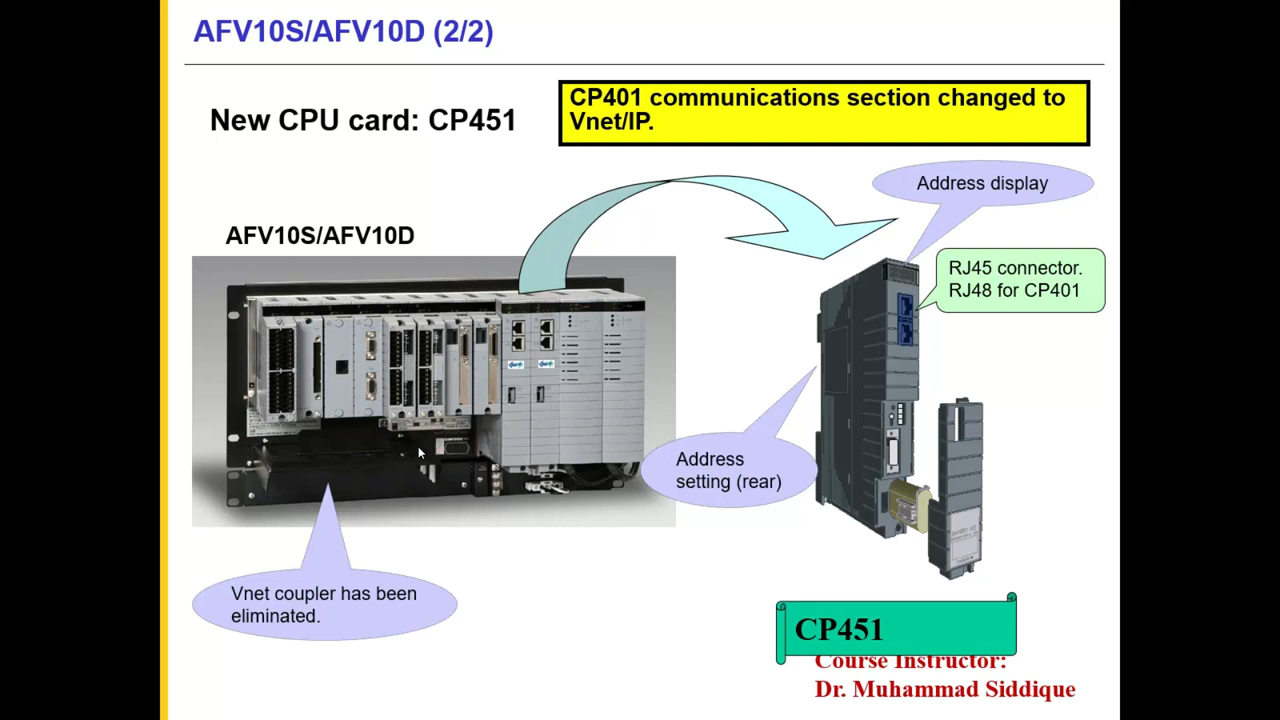 AFV10S/AFV10D (2/2)
New CPU card: CP451
CP401 communications section changed to
Vnet/IP.
Address display
AFV10S/AFV10D
RJ45 connector.
RJ48 for CP401
Address
setting (rear)
Vnet coupler has been
eliminated.
CP451
Course Instructor:
Dr. Muhammad Siddique